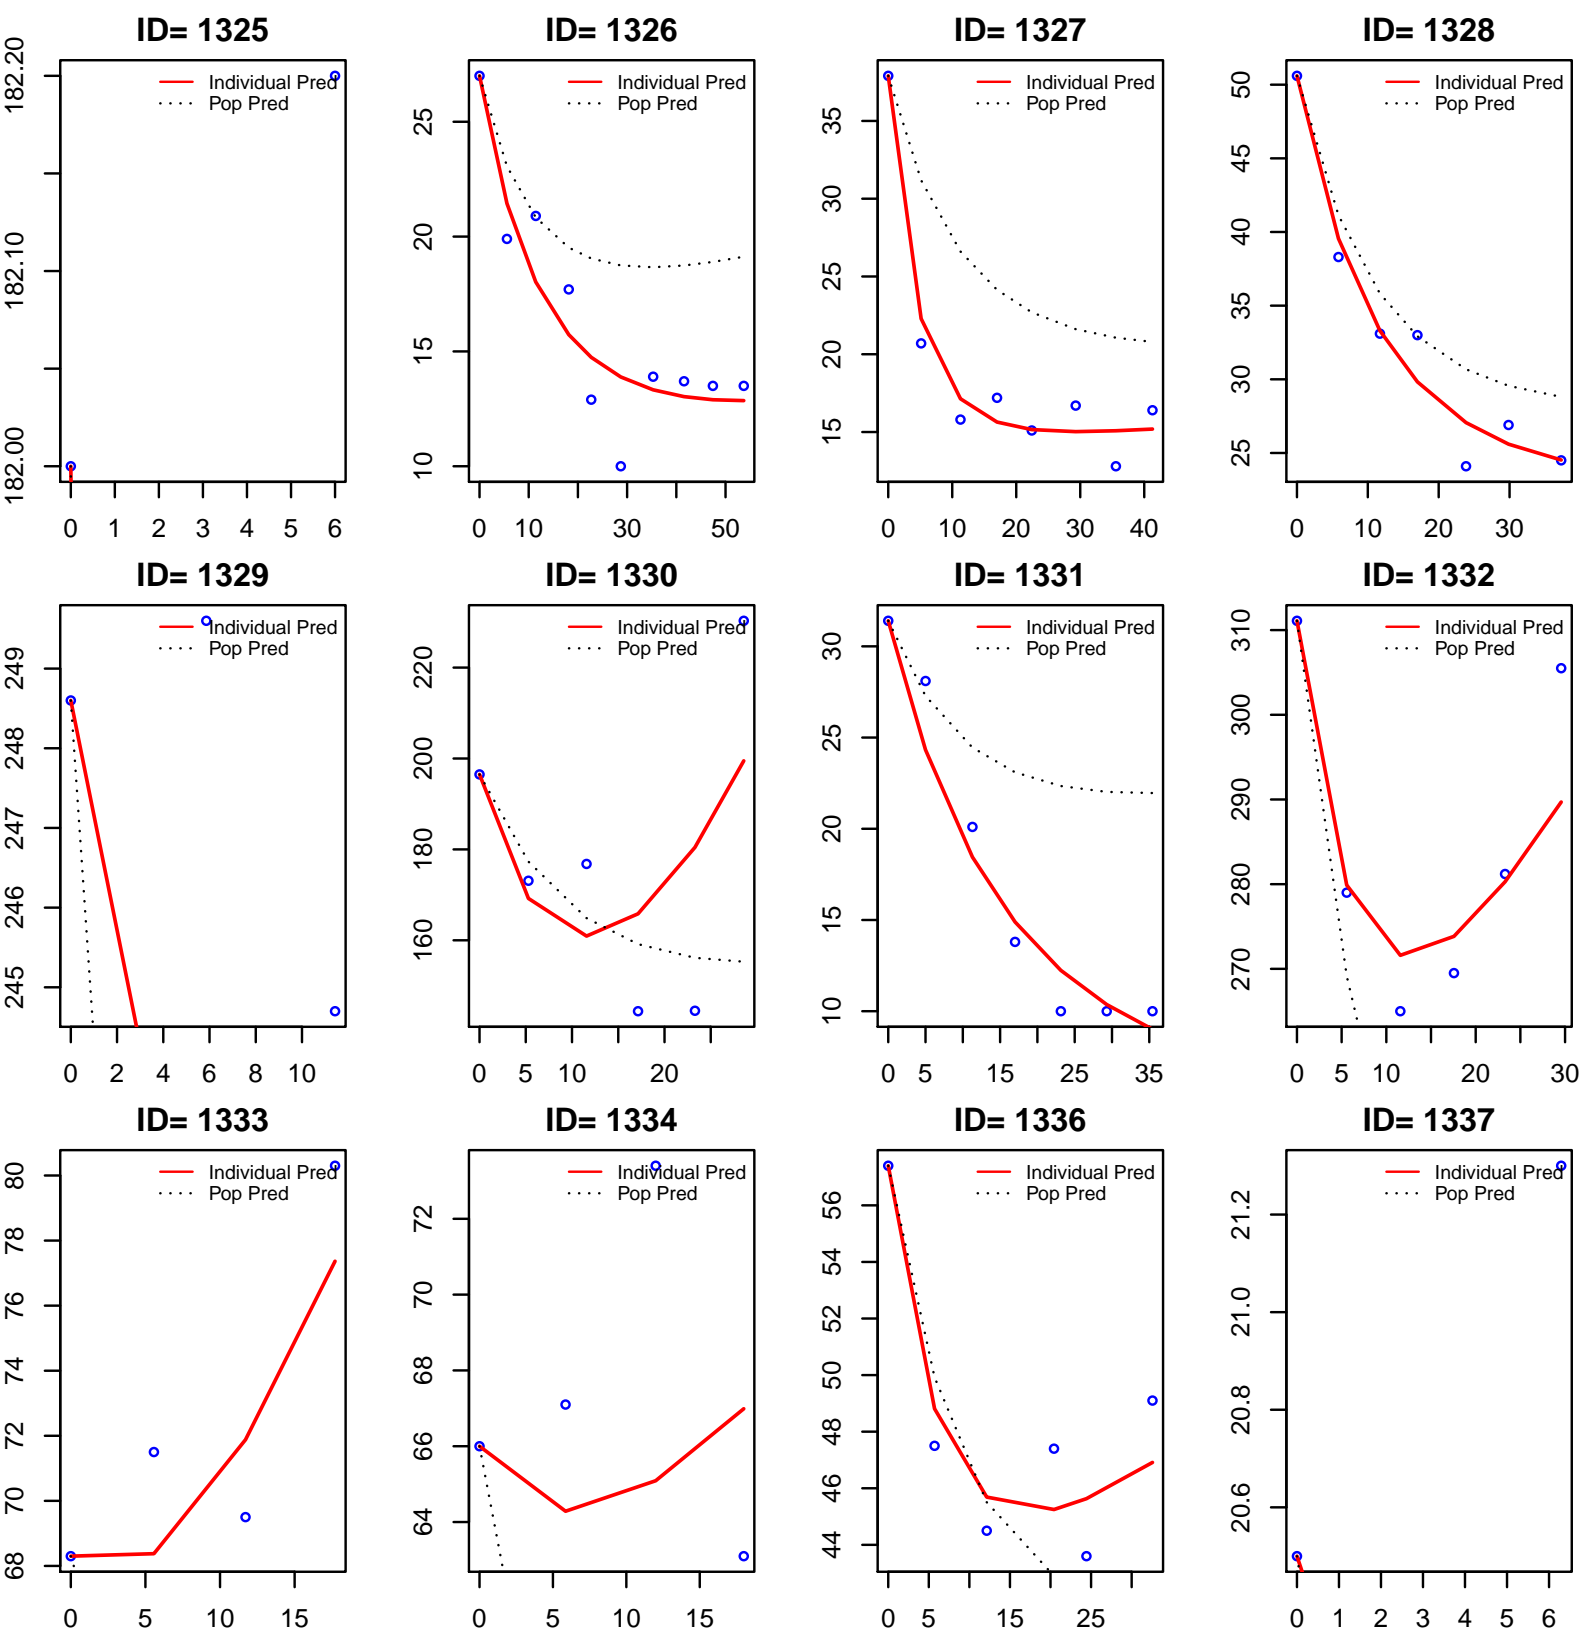 ID= 1325
Individual Pred
Pop Pred
182.00 182.10 182.20
0 1 2 3 4 5 6
ID= 1326
Individual Pred
Pop Pred
10 15 20 25
0 10 30 50
ID= 1327
Individual Pred
Pop Pred
15 20 25 30 35
0 10 20 30 40
ID= 1328
Individual Pred
Pop Pred
25 30 35 40 45 50
0 10 20 30
ID= 1329
Individual Pred
Pop Pred
245 246 247 248 249
0 2 4 6 8 10
ID= 1330
Individual Pred
Pop Pred
160 180 200 220
0 5 10 20
ID= 1331
Individual Pred
Pop Pred
10 15 20 25 30
0 5 15 25 35
ID= 1332
Individual Pred
Pop Pred
270 280 290 300 310
0 5 10 20 30
ID= 1333
Individual Pred
Pop Pred
68 70 72 74 76 78 80
0 5 10 15
ID= 1334
Individual Pred
Pop Pred
64 66 68 70 72
0 5 10 15
ID= 1336
Individual Pred
Pop Pred
44 46 48 50 52 54 56
0 5 15 25
ID= 1337
Individual Pred
Pop Pred
20.6 20.8 21.0 21.2
0 1 2 3 4 5 6